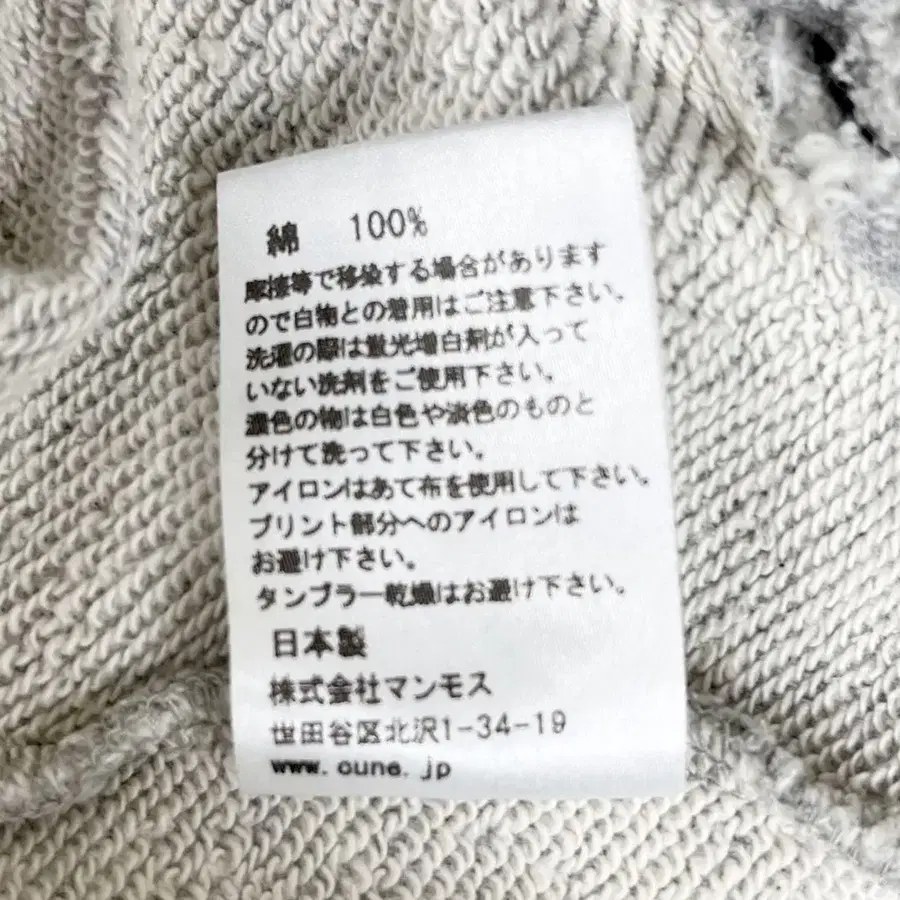 綿 100%
摩擦等で移染する場合があります
ので白物との着用はご注意下さい。
洗濯の際は蛍光増白剤が入って
いない洗剤をご使用下さい。
濃色の物は白色や淡色のものと
分けて洗って下さい。
アイロンはあて布を使用して下さい。
プリント部分へのアイロンは
お避け下さい。
タンブラー乾燥はお避け下さい。
日本製
株式会社マンモス
世田谷区北沢1-34-19
www.oune.jp